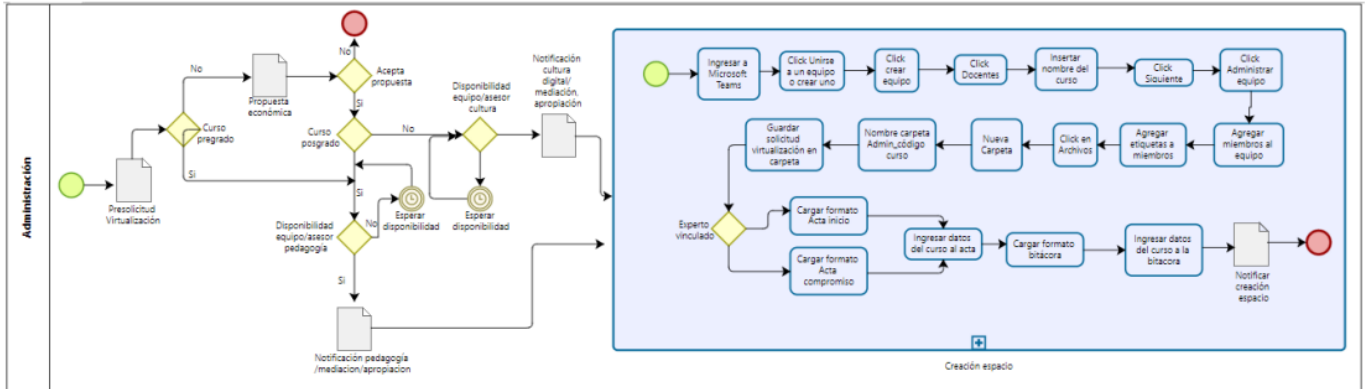 Administración
No
Acepta
propuesta
No
Propuesta
económica
Curso
pregrado
Si
Presolicitud
Virtualización
Si
Curso
posgrado
No
Si
Disponibilidad
equipo/asesor
cultura
Notificación
cultura
digital/
mediación,
apropiación
Esperar
disponibilidad
Esperar
disponibilidad
Disponibilidad
equipo/asesor
pedagogía
No
Si
Notificación pedagogía
/mediacion/apropiacion
Ingresar a
Microsoft
Teams
Click Unirse
a un equipo
o crear uno
Click
crear
equipo
Click
Docentes
Insertar
nombre del
curso
Click
Siquiente
Click
Administrar
equipo
Guardar
solicitud
virtualización en
carpeta
Nombre carpeta
Admin_código
curso
Nueva
Carpeta
Click en
Archivos
Agregar
etiquetas a
miembros
Agregar
miembros al
equipo
Experto
vinculado
Cargar formato
Acta inicio
Cargar formato
Acta
compromiso
Ingresar datos
del curso al acta
Cargar formato
bitácora
Ingresar datos
del curso a la
bitacora
Notificar
creación
espacio
Creación espacio